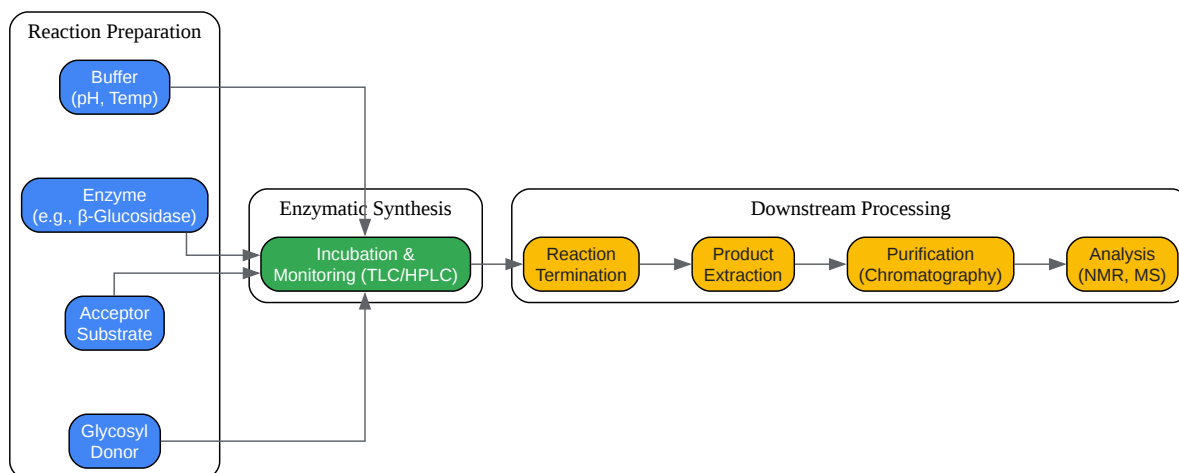 Reaction Preparation
Buffer
(pH, Temp)
Enzyme
(e.g., β-Glucosidase)
Acceptor
Substrate
Glycosyl
Donor
Enzymatic Synthesis
Incubation &
Monitoring (TLC/HPLC)
Downstream Processing
Reaction
Termination
Product
Extraction
Purification
(Chromatography)
Analysis
(NMR, MS)